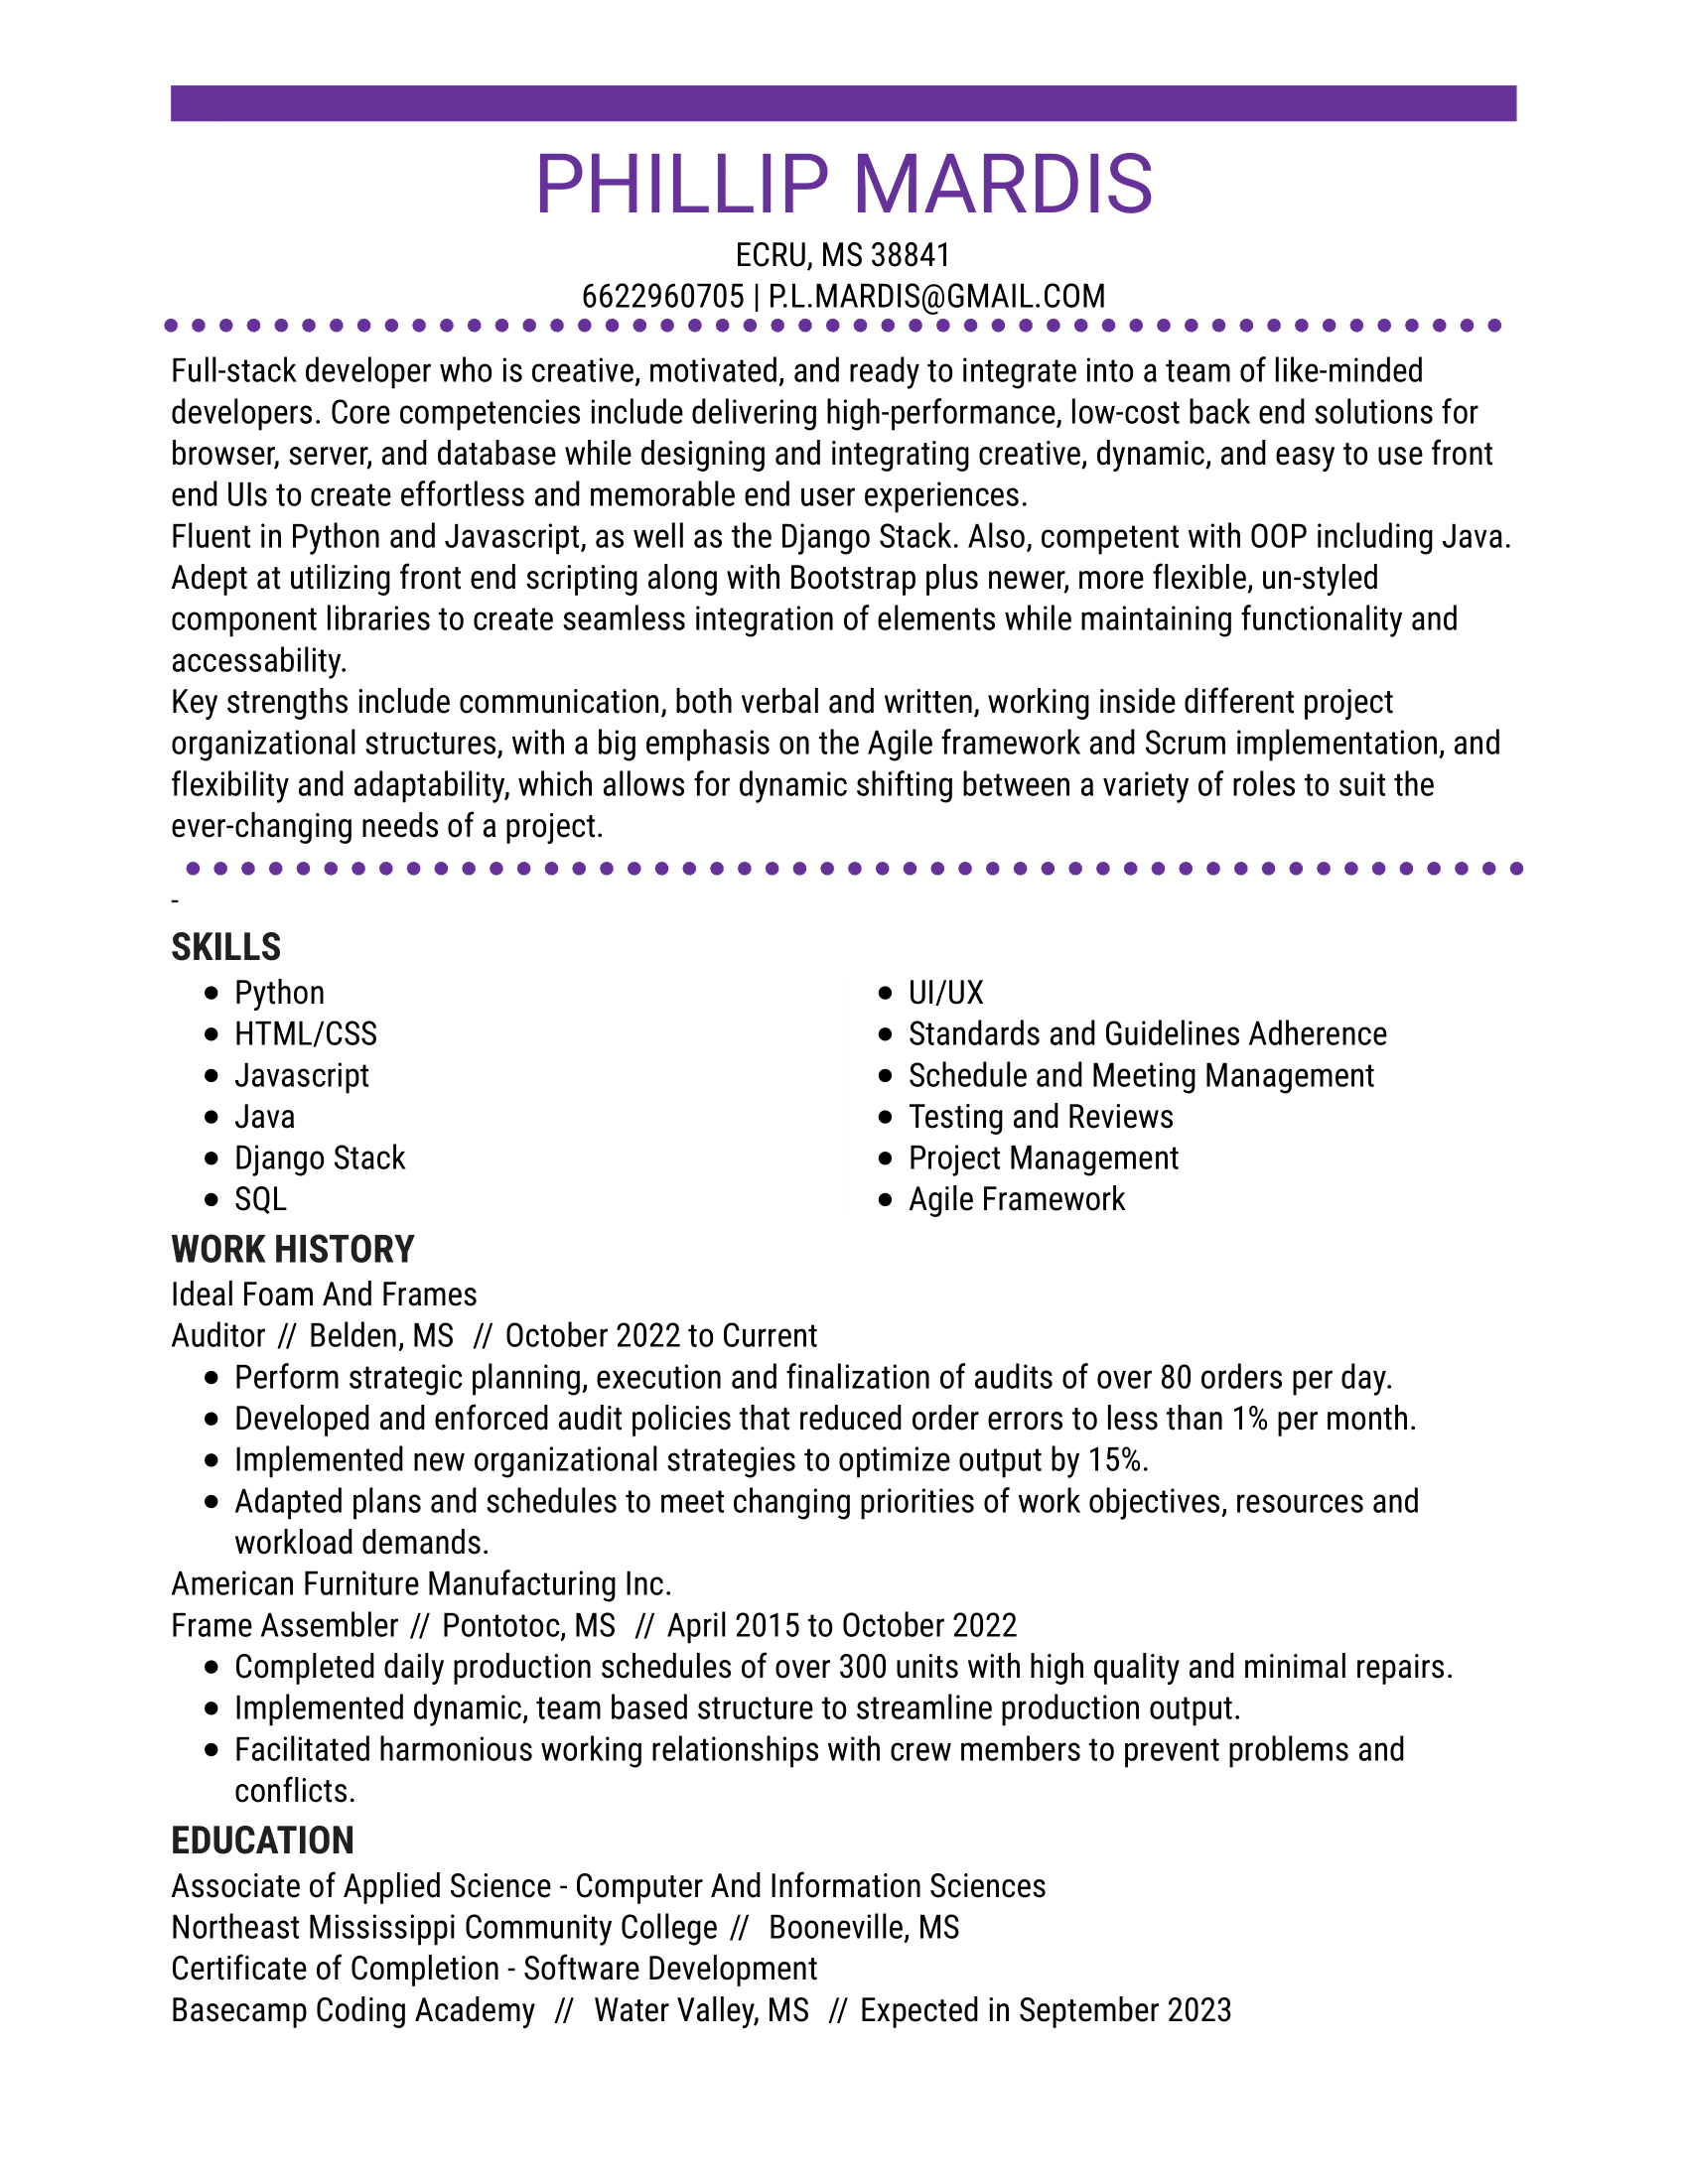 PHILLIP MARDIS
ECRU, MS 38841
6622960705 | P.L.MARDIS@GMAIL.COM
Full-stack developer who is creative, motivated, and ready to integrate into a team of like-minded
developers. Core competencies include delivering high-performance, low-cost back end solutions for
browser, server, and database while designing and integrating creative, dynamic, and easy to use front
end UIs to create effortless and memorable end user experiences.
Fluent in Python and Javascript, as well as the Django Stack. Also, competent with OOP including Java.
Adept at utilizing front end scripting along with Bootstrap plus newer, more flexible, un-styled
component libraries to create seamless integration of elements while maintaining functionality and
accessability.
Key strengths include communication, both verbal and written, working inside different project
organizational structures, with a big emphasis on the Agile framework and Scrum implementation, and
flexibility and adaptability, which allows for dynamic shifting between a variety of roles to suit the
ever-changing needs of a project.
-
SKILLS
• Python
• HTML/CSS
• Javascript
• Java
• Django Stack
• SQL
• UI/UX
• Standards and Guidelines Adherence
• Schedule and Meeting Management
• Testing and Reviews
• Project Management
• Agile Framework
WORK HISTORY
Ideal Foam And Frames
Auditor // Belden, MS // October 2022 to Current
• Perform strategic planning, execution and finalization of audits of over 80 orders per day.
• Developed and enforced audit policies that reduced order errors to less than 1% per month.
• Implemented new organizational strategies to optimize output by 15%.
• Adapted plans and schedules to meet changing priorities of work objectives, resources and
workload demands.
American Furniture Manufacturing Inc.
Frame Assembler // Pontotoc, MS // April 2015 to October 2022
• Completed daily production schedules of over 300 units with high quality and minimal repairs.
• Implemented dynamic, team based structure to streamline production output.
• Facilitated harmonious working relationships with crew members to prevent problems and
conflicts.
EDUCATION
Associate of Applied Science - Computer And Information Sciences
Northeast Mississippi Community College // Booneville, MS
Certificate of Completion - Software Development
Basecamp Coding Academy // Water Valley, MS // Expected in September 2023